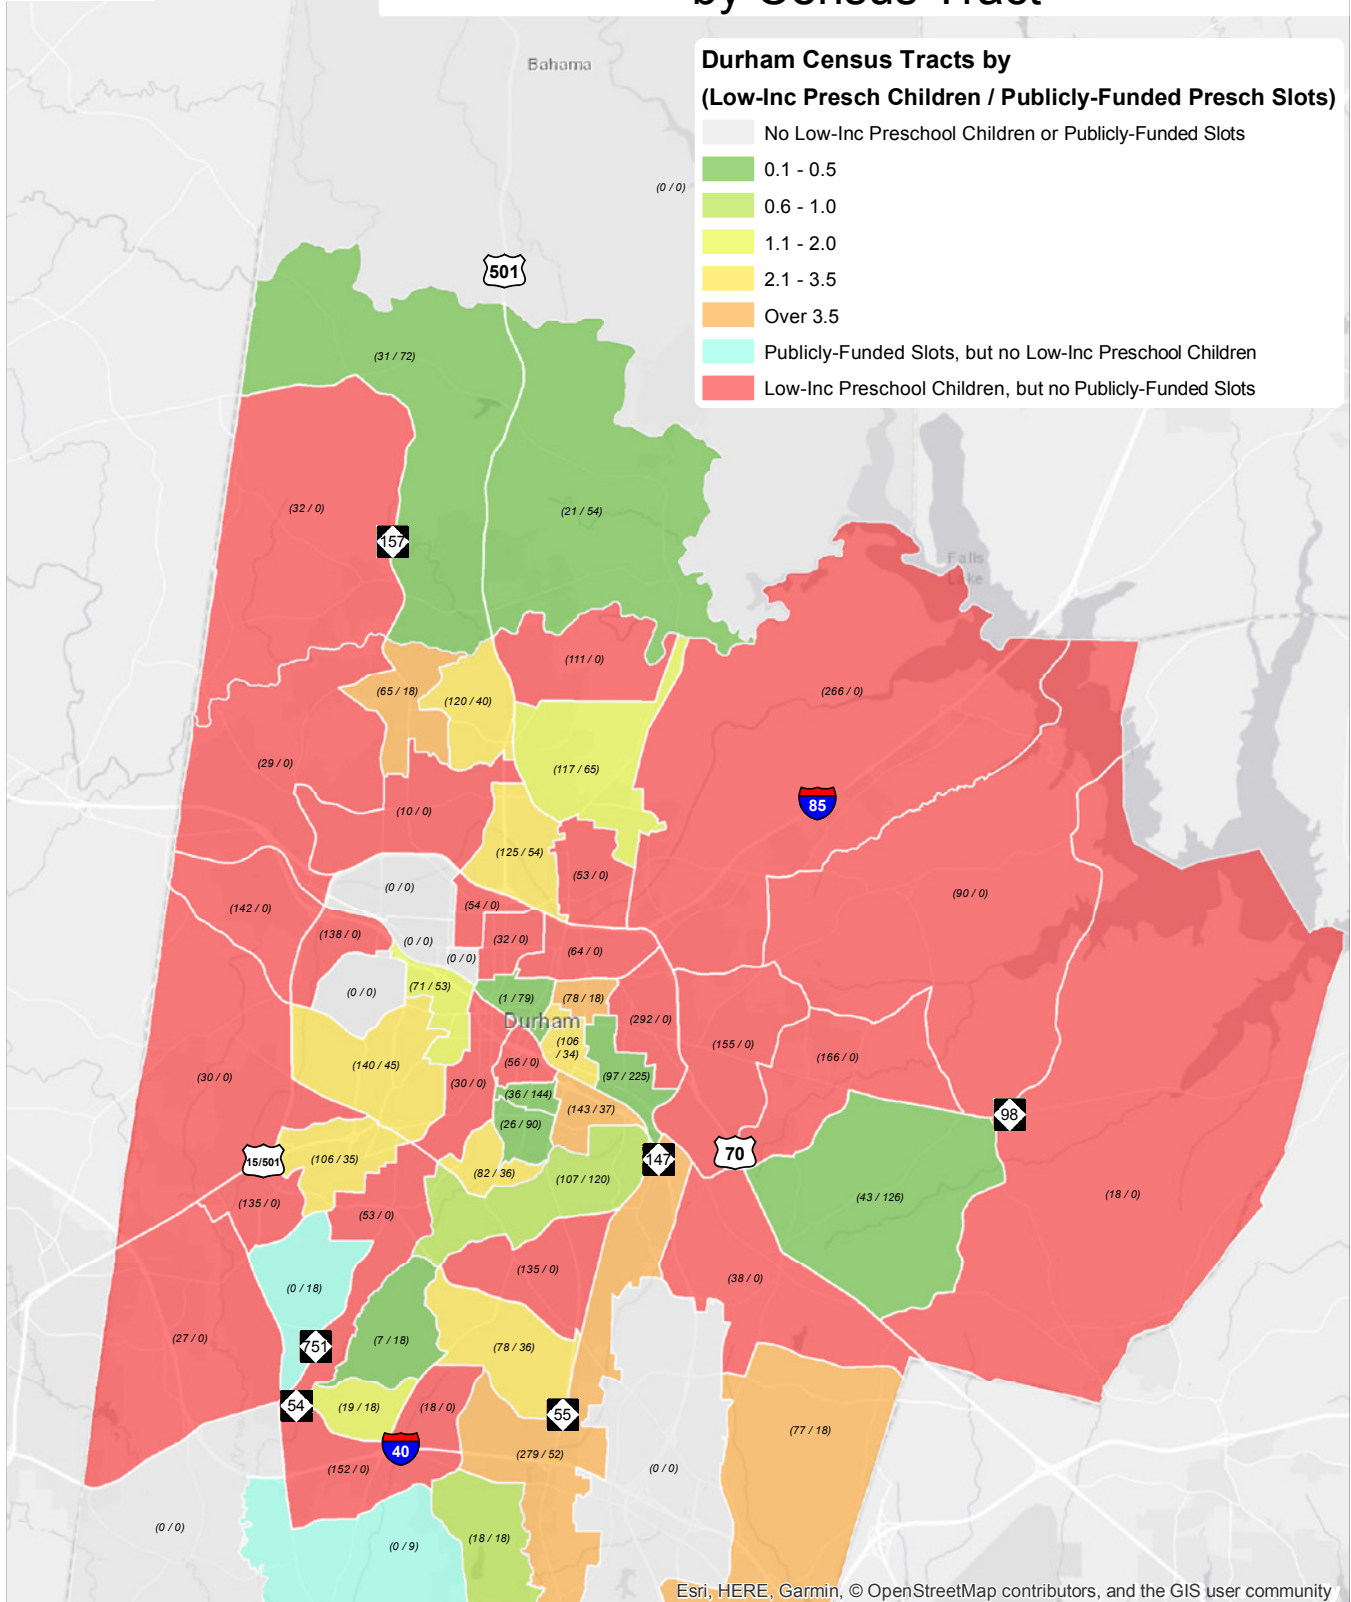 by Census Tract
Bahama
Durham Census Tracts by
(Low-Inc Presch Children / Publicly-Funded Presch Slots)
No Low-Inc Preschool Children or Publicly-Funded Slots
0.1 - 0.5
0.6 - 1.0
1.1 - 2.0
2.1 - 3.5
Over 3.5
Publicly-Funded Slots, but no Low-Inc Preschool Children
Low-Inc Preschool Children, but no Publicly-Funded Slots
(0 / 0)
501
(31 / 72)
(32 / 0)
(21 / 54)
157
Falls
Lake
(111 / 0)
(65 / 18)
(120 / 40)
(266 / 0)
(29 / 0)
(117 / 65)
85
(10 / 0)
(125 / 54)
(53 / 0)
(0 / 0)
(90 / 0)
(142 / 0)
(54 / 0)
(138 / 0)
(0 / 0)
(32 / 0)
(64 / 0)
(0 / 0)
(0 / 0)
(71 / 53)
(1 / 79)
(78 / 18)
Durham
(292 / 0)
(106
/ 34)
(155 / 0)
(166 / 0)
(140 / 45)
(56 / 0)
(30 / 0)
(30 / 0)
(97 / 225)
(36 / 144)
(143 / 37)
98
(26 / 90)
15/501
(106 / 35)
147
70
(82 / 36)
(107 / 120)
(43 / 126)
(18 / 0)
(135 / 0)
(53 / 0)
(135 / 0)
(38 / 0)
(0 / 18)
(27 / 0)
751
(7 / 18)
(78 / 36)
54
(19 / 18)
(18 / 0)
55
(77 / 18)
40
(279 / 52)
(152 / 0)
(0 / 0)
(0 / 0)
(0 / 9)
(18 / 18)
Esri, HERE, Garmin, © OpenStreetMap contributors, and the GIS user community